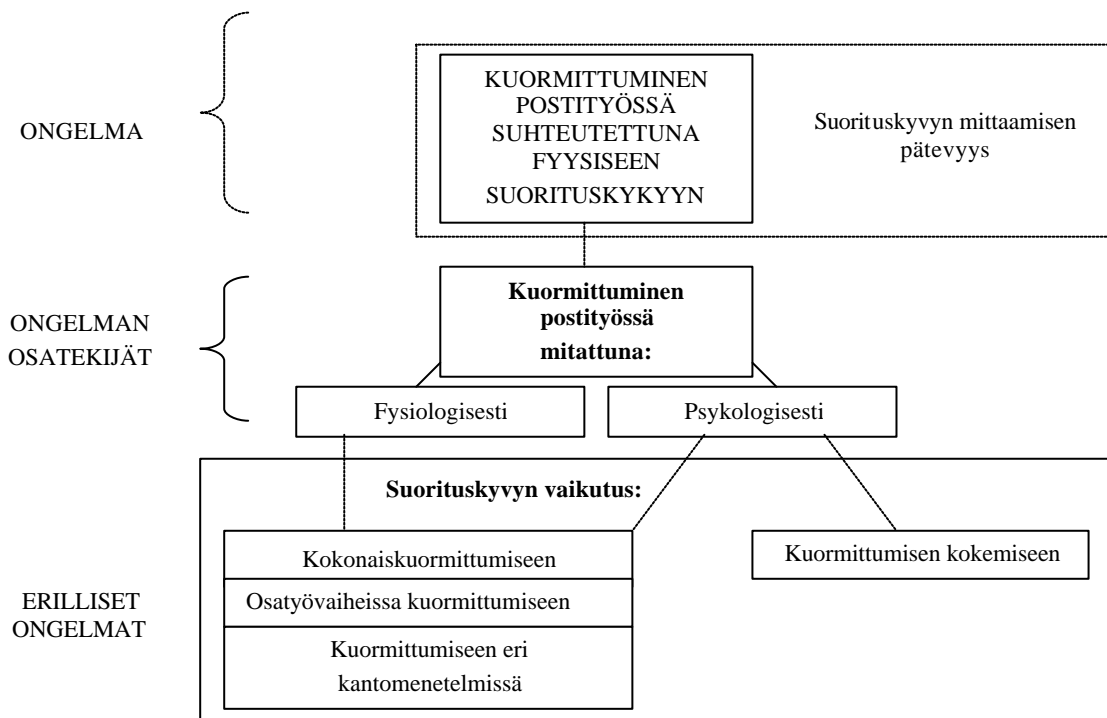 ONGELMA
KUORMITTUMINEN
POSTITYÖSSÄ
SUHTEUTETTUNA
FYYSISEEN
SUORITUSKYKYYN
Suorituskyvyn mittaamisen
pätevyys
ONGELMAN
OSATEKIJÄT
Kuormittuminen
postityössä
mitattuna:
Fysiologisesti
Psykologisesti
ERILLISET
ONGELMAT
Suorituskyvyn vaikutus:
Kokonaiskuormittumiseen
Osatyövaiheissa kuormittumiseen
Kuormittumiseen eri
kantomenetelmissä
Kuormittumisen kokemiseen